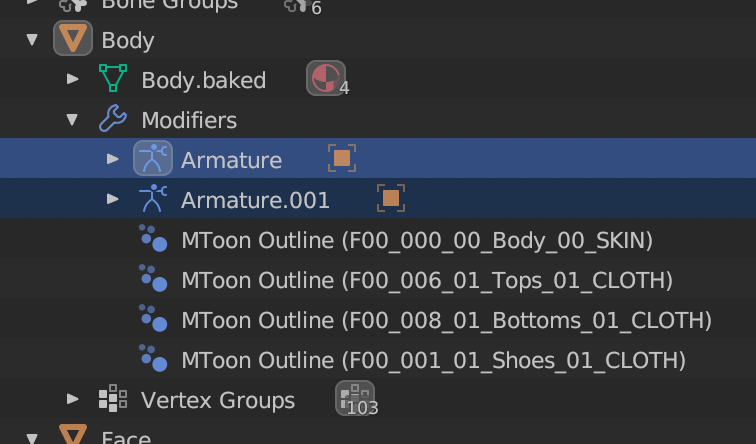 Bone Groups 6
Body
Body.baked 4
Modifiers
Armature
Armature.001
MToon Outline (F00_000_00_Body_00_SKIN)
MToon Outline (F00_006_01_Tops_01_CLOTH)
MToon Outline (F00_008_01_Bottoms_01_CLOTH)
MToon Outline (F00_001_01_Shoes_01_CLOTH)
Vertex Groups 103
Face